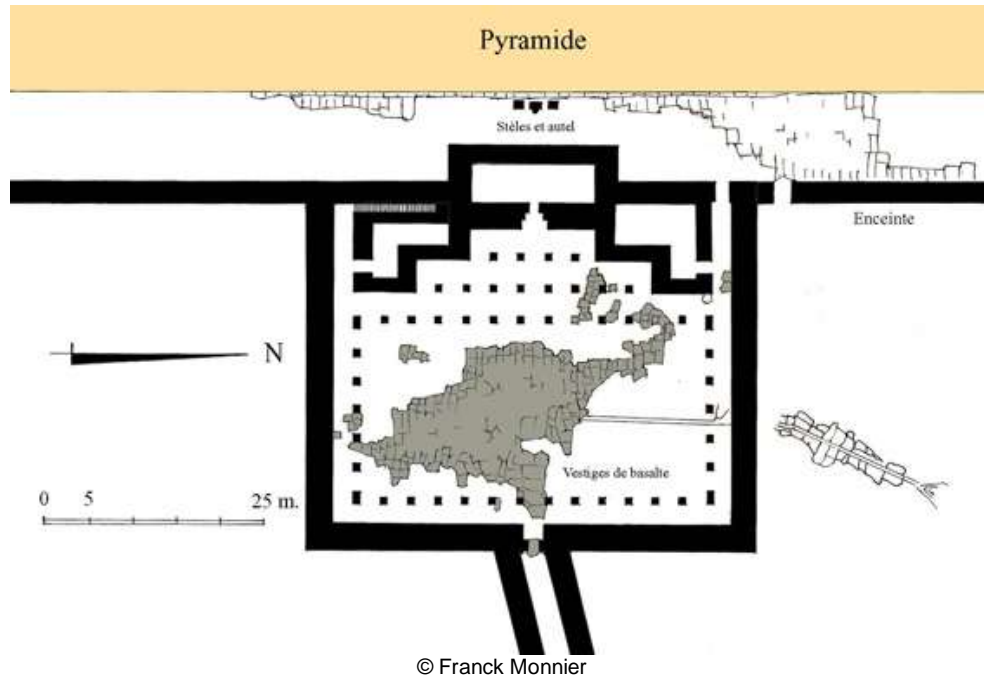 Pyramide
Stèles et autel
Enceinte
N
Vestiges de basalte
0 5 25 m.
© Franck Monnier